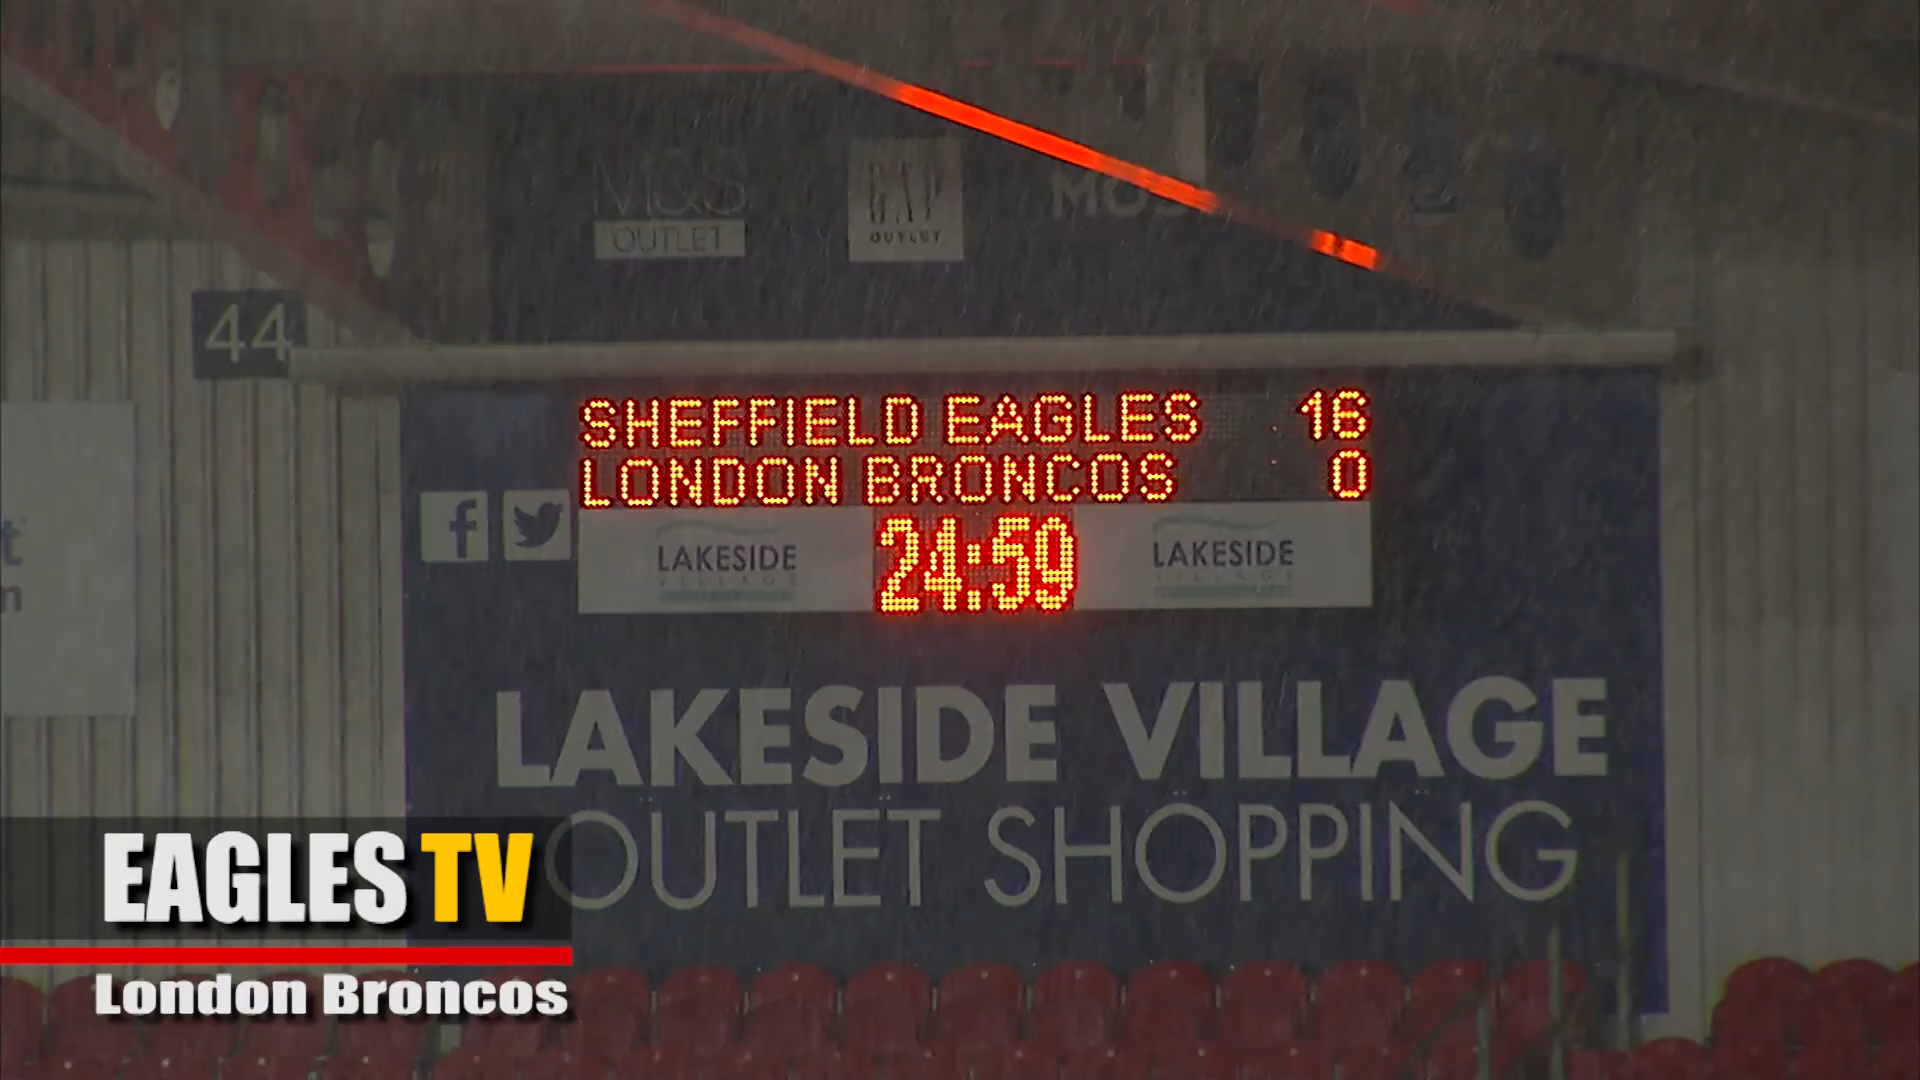 M&S
OUTLET
GAP
OUTLET
MOS
44
SHEFFIELD EAGLES 16
LONDON BRONCOS 0
24:59
LAKESIDE
VILLAGE
LAKESIDE
VILLAGE
LAKESIDE VILLAGE
OUTLET SHOPPING
EAGLES TV
London Broncos